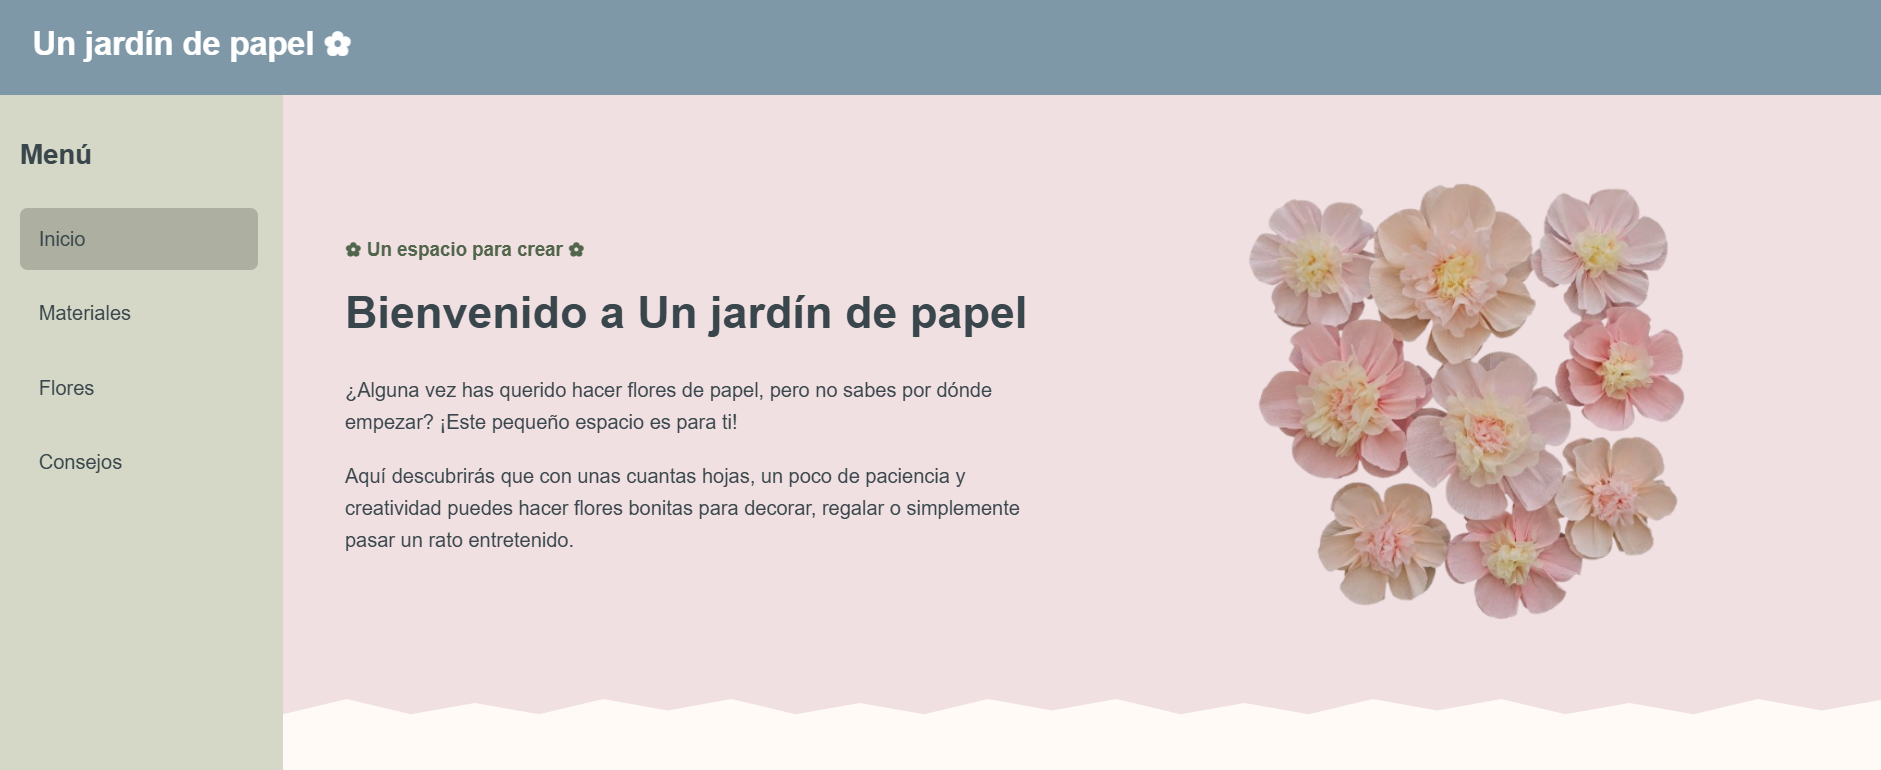 Un jardín de papel ✿
Menú
Inicio
Materiales
Flores
Consejos
✿ Un espacio para crear ✿
Bienvenido a Un jardín de papel
¿Alguna vez has querido hacer flores de papel, pero no sabes por dónde
empezar? ¡Este pequeño espacio es para ti!
Aquí descubrirás que con unas cuantas hojas, un poco de paciencia y
creatividad puedes hacer flores bonitas para decorar, regalar o simplemente
pasar un rato entretenido.